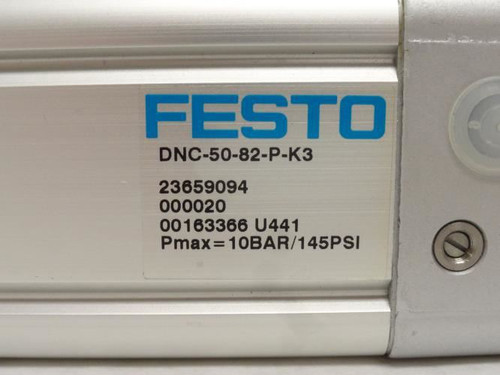 FESTO
DNC-50-82-P-K3
23659094
000020
00163366 U441
Pmax=10BAR/145PSI